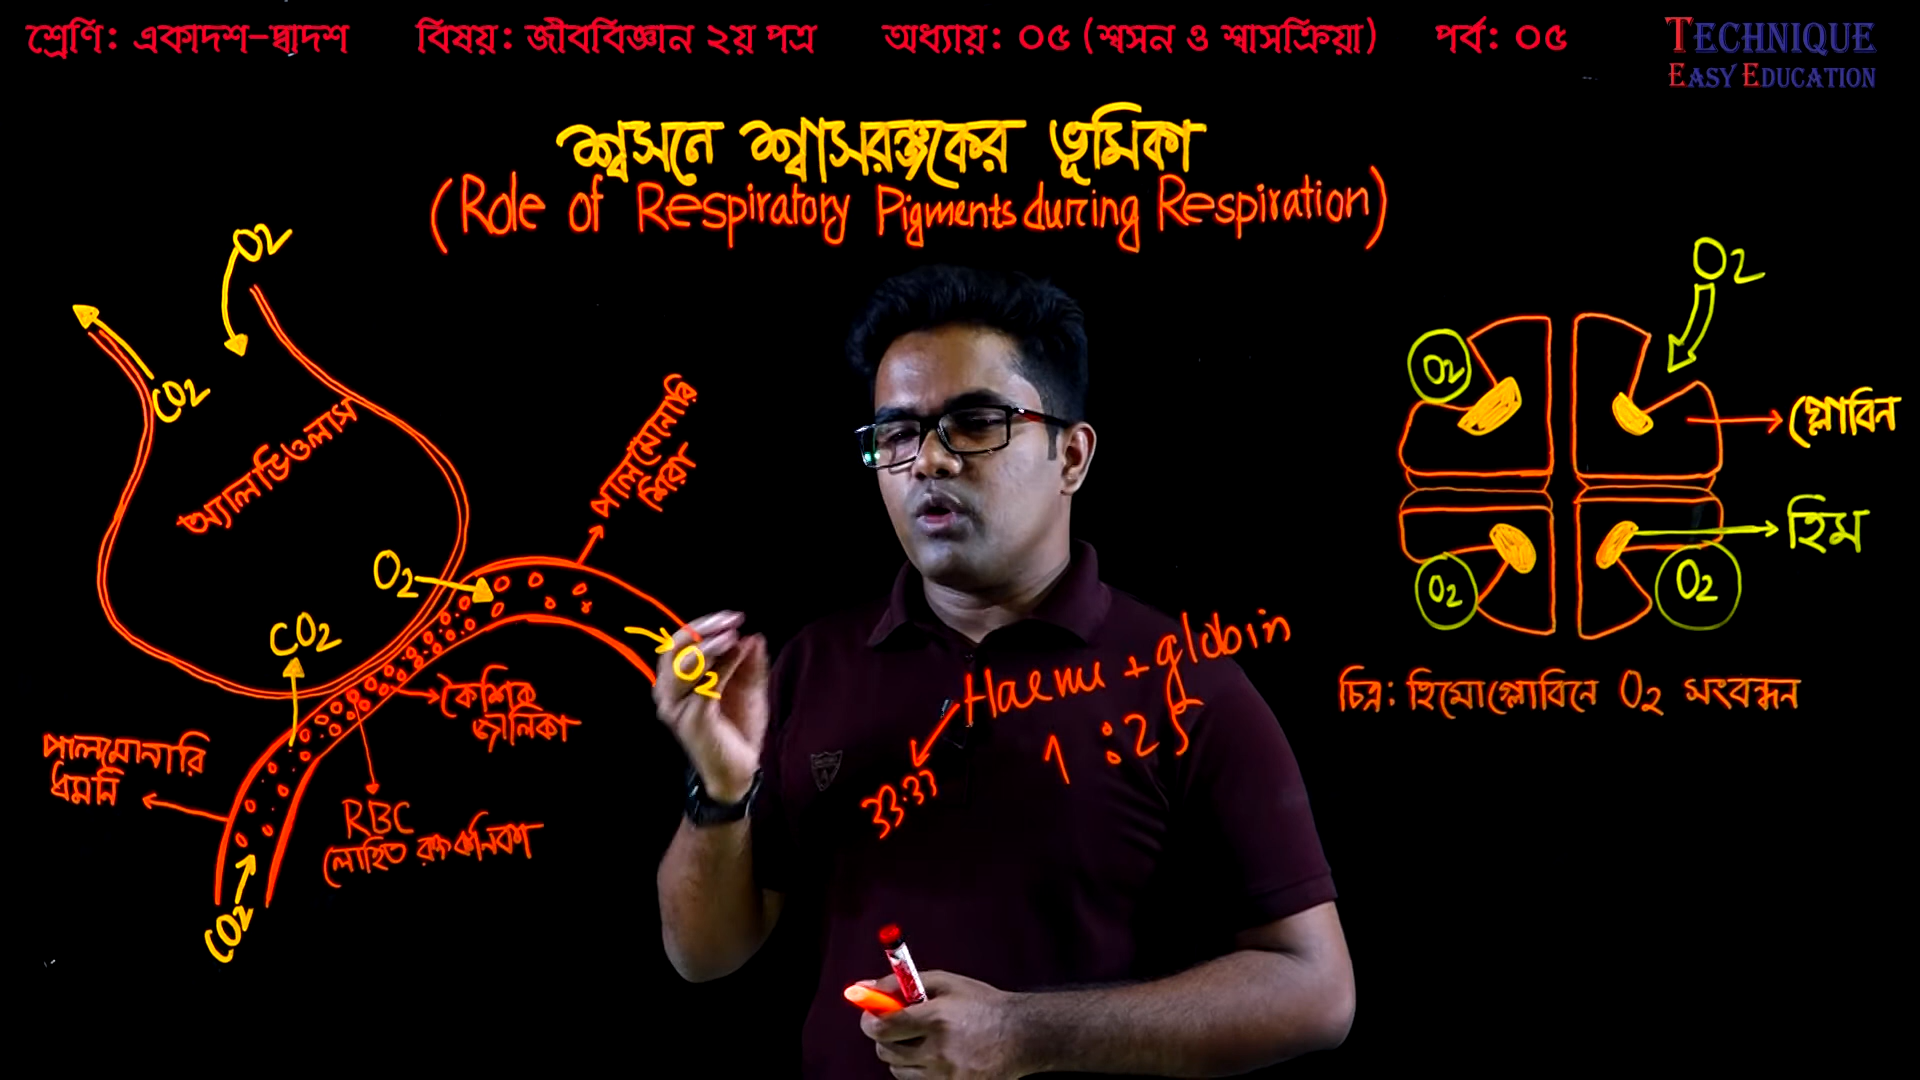 শ্রেণি: একাদশ-দ্বাদশ বিষয়: জীববিজ্ঞান ২য় পত্র অধ্যায়: ০৫ (শ্বসন ও শ্বাসক্রিয়া) পর্ব: ০৫
TECHNIQUE
EASY EDUCATION
শ্বসনে শ্বাসরঞ্জকের ভূমিকা
(Role of Respiratory Pigments during Respiration)
O2
CO2
অ্যালভিওলাস
পালমোনারি
শিরা
O2
CO2
O2
কৈশিক
জালিকা
পালমোনারি
ধমনি
RBC
লোহিত রক্তকনিকা
CO2
Haemu + globin
1 : 25
33.33
O2
O2
গ্লোবিন
হিম
O2
O2
চিত্র: হিমোগ্লোবিনে O2 সংবন্ধন